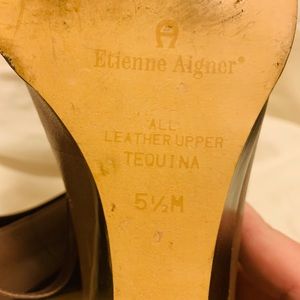 Etienne Aigner®
ALL
LEATHER UPPER
TEQUINA
5½M